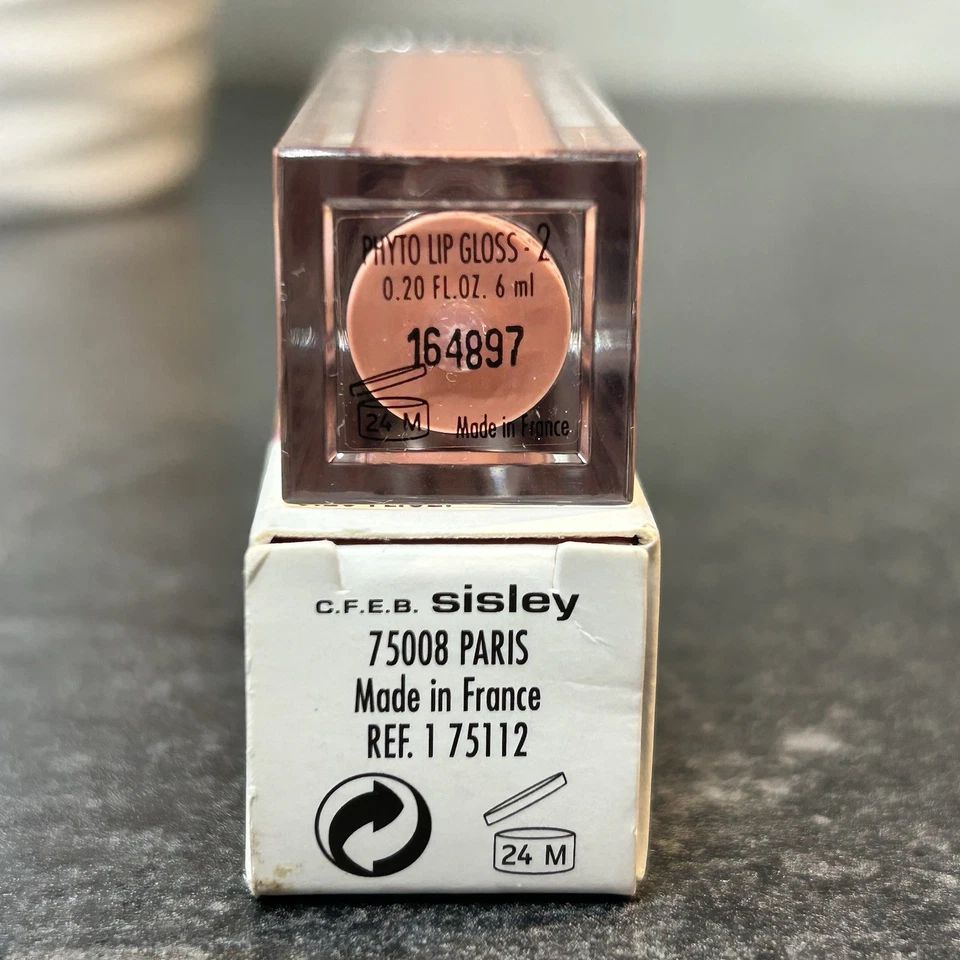 PHYTO LIP GLOSS - 2
0.20 FL.OZ. 6 ml
164897
24 M
Made in France
C.F.E.B. sisley
75008 PARIS
Made in France
REF. 1 75112
24 M